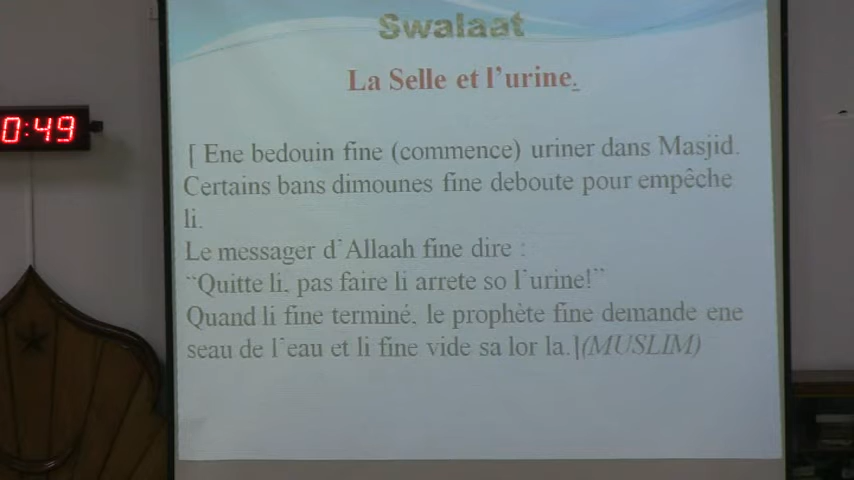 Swalaat
La Selle et l'urine.
[ Ene bedouin fine (commence) uriner dans Masjid.
Certains bans dimounes fine deboute pour empêche
li.
Le messager d'Allaah fine dire :
“Quitte li, pas faire li arrete so l'urine!”
Quand li fine terminé, le prophète fine demande ene
seau de l'eau et li fine vide sa lor la.](MUSLIM)
0:49